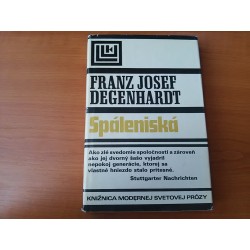 FRANZ JOSEF
DEGENHARDT
Spáleniská
Ako zlé svedomie spoločnosti a zároveň
ako jej dvorný šašo vyjadril
nepokoj generácie, ktorej sa
vlastné hniezdo stalo pritesné.
Stuttgarter Nachrichten
KNIŽNICA MODERNEJ SVETOVEJ PRÓZY